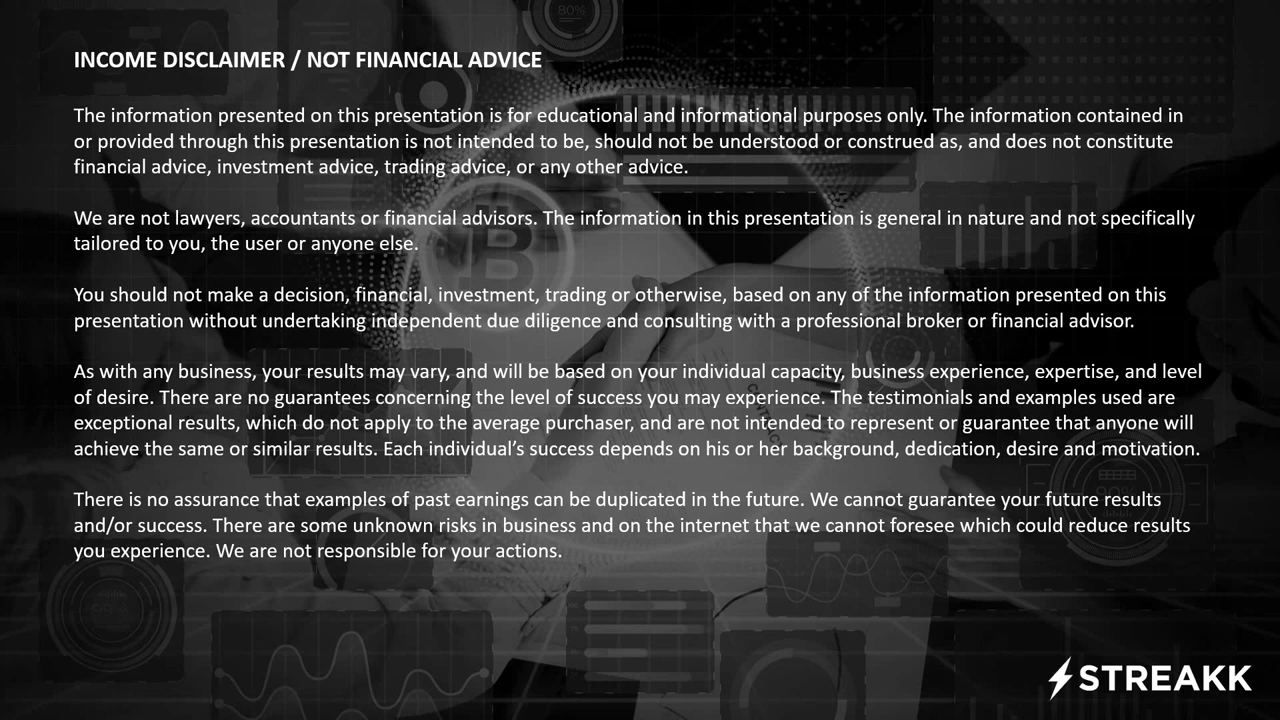 INCOME DISCLAIMER / NOT FINANCIAL ADVICE
The information presented on this presentation is for educational and informational purposes only. The information contained in
or provided through this presentation is not intended to be, should not be understood or construed as, and does not constitute
financial advice, investment advice, trading advice, or any other advice.
We are not lawyers, accountants or financial advisors. The information in this presentation is general in nature and not specifically
tailored to you, the user or anyone else.
You should not make a decision, financial, investment, trading or otherwise, based on any of the information presented on this
presentation without undertaking independent due diligence and consulting with a professional broker or financial advisor.
As with any business, your results may vary, and will be based on your individual capacity, business experience, expertise, and level
of desire. There are no guarantees concerning the level of success you may experience. The testimonials and examples used are
exceptional results, which do not apply to the average purchaser, and are not intended to represent or guarantee that anyone will
achieve the same or similar results. Each individual’s success depends on his or her background, dedication, desire and motivation.
There is no assurance that examples of past earnings can be duplicated in the future. We cannot guarantee your future results
and/or success. There are some unknown risks in business and on the internet that we cannot foresee which could reduce results
you experience. We are not responsible for your actions.
STREAKK
80%